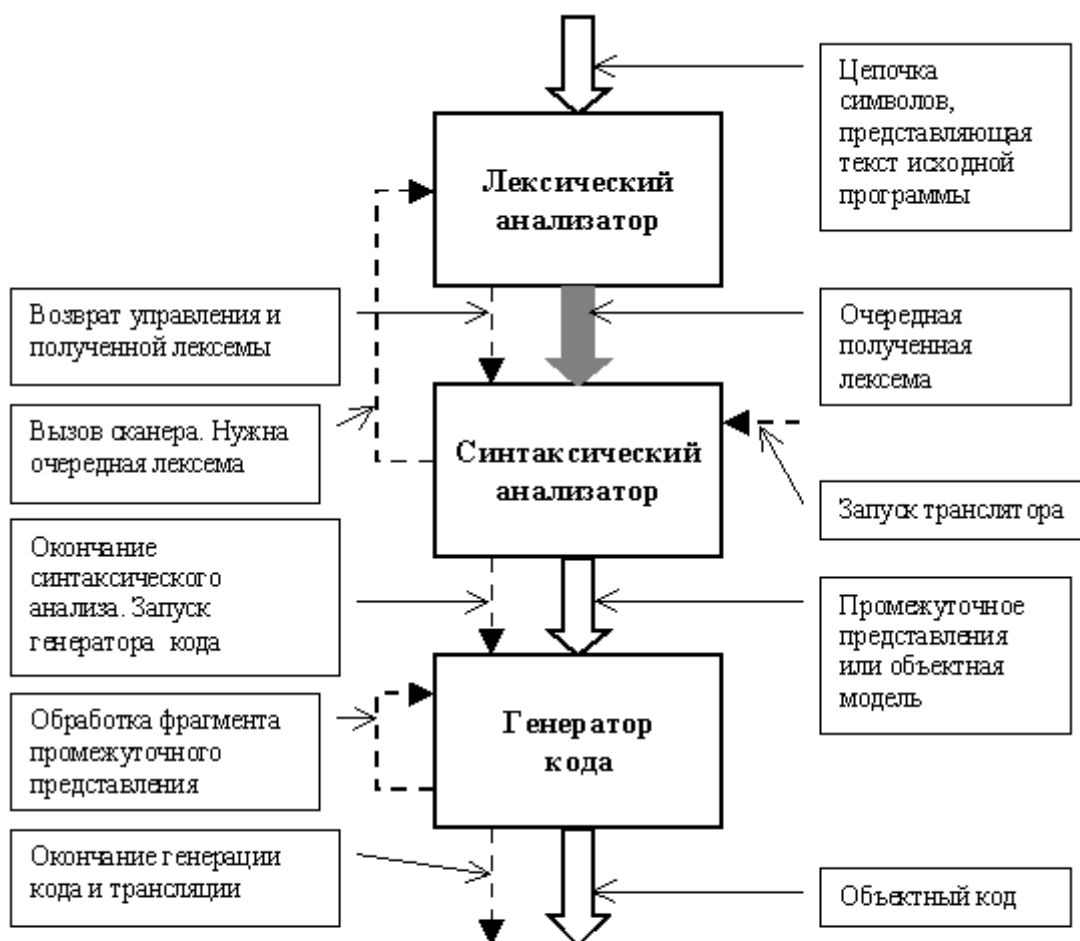 Цепочка
символов,
представляющая
текст исходной
программы
Лексический
анализатор
Возврат управления и
полученной лексемы
Очередная
полученная
лексема
Вызов сканера. Нужна
очередная лексема
Синтаксический
анализатор
Запуск транслятора
Окончание
синтаксического
анализа. Запуск
генератора кода
Промежуточное
представления
или объектная
модель
Обработка фрагмента
промежуточного
представления
Генератор
кода
Окончание генерации
кода и трансляции
Объектный код